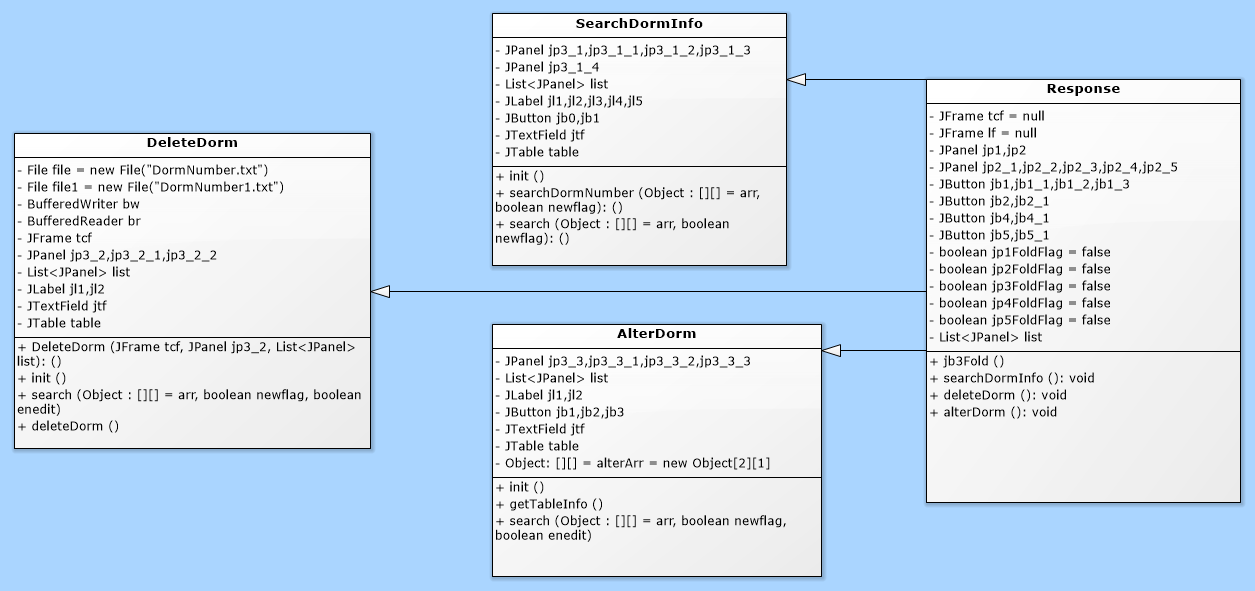 SearchDormInfo
- JPanel jp3_1,jp3_1_1,jp3_1_2,jp3_1_3
- JPanel jp3_1_4
- List<JPanel> list
- JLabel jl1,jl2,jl3,jl4,jl5
- JButton jb0,jb1
- JTextField jtf
- JTable table
+ init ()
+ searchDormNumber (Object : [][] = arr,
boolean newflag): ()
+ search (Object : [][] = arr, boolean
newflag): ()
DeleteDorm
- File file = new File("DormNumber.txt")
- File file1 = new File("DormNumber1.txt")
- BufferedWriter bw
- BufferedReader br
- JFrame tcf
- JPanel jp3_2,jp3_2_1,jp3_2_2
- List<JPanel> list
- JLabel jl1,jl2
- JTextField jtf
- JTable table
+ DeleteDorm (JFrame tcf, JPanel jp3_2, List<JPanel>
list): ()
+ init ()
+ search (Object : [][] = arr, boolean newflag, boolean
enedit)
+ deleteDorm ()
AlterDorm
- JPanel jp3_3,jp3_3_1,jp3_3_2,jp3_3_3
- List<JPanel> list
- JLabel jl1,jl2
- JButton jb1,jb2,jb3
- JTextField jtf
- JTable table
- Object: [][] = alterArr = new Object[2][1]
+ init ()
+ getTableInfo ()
+ search (Object : [][] = arr, boolean newflag,
boolean enedit)
Response
- JFrame tcf = null
- JFrame lf = null
- JPanel jp1,jp2
- JPanel jp2_1,jp2_2,jp2_3,jp2_4,jp2_5
- JButton jb1,jb1_1,jb1_2,jb1_3
- JButton jb2,jb2_1
- JButton jb4,jb4_1
- JButton jb5,jb5_1
- boolean jp1FoldFlag = false
- boolean jp2FoldFlag = false
- boolean jp3FoldFlag = false
- boolean jp4FoldFlag = false
- boolean jp5FoldFlag = false
- List<JPanel> list
+ jb3Fold ()
+ searchDormInfo (): void
+ deleteDorm (): void
+ alterDorm (): void